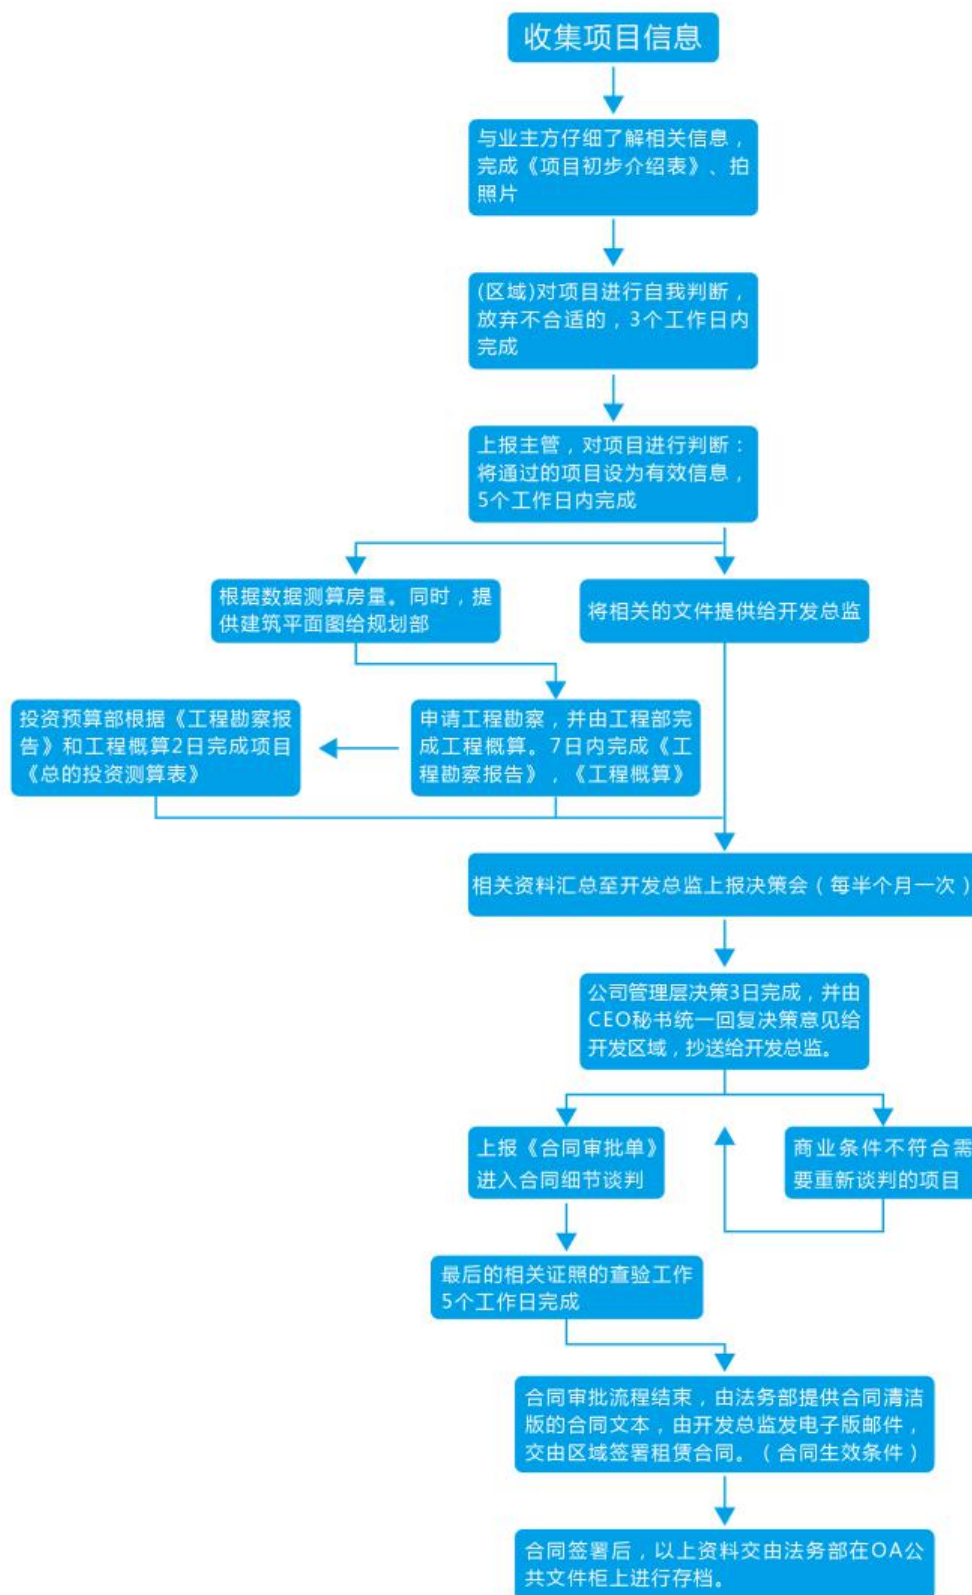 收集项目信息
与业主方仔细了解相关信息，
完成《项目初步介绍表》、拍
照片
(区域)对项目进行自我判断，
放弃不合适的，3个工作日内
完成
上报主管，对项目进行判断：
将通过的项目设为有效信息，
5个工作日内完成
根据数据测算房量。同时，提
供建筑平面图给规划部
将相关的文件提供给开发总监
投资预算部根据《工程勘察报
告》和工程概算2日完成项目
《总的投资测算表》
申请工程勘察，并由工程部完
成工程概算。7日内完成《工
程勘察报告》，《工程概算》
相关资料汇总至开发总监上报决策会（每半个月一次）
公司管理层决策3日完成，并由
CEO秘书统一回复决策意见给
开发区域，抄送给开发总监。
上报《合同审批单》
进入合同细节谈判
商业条件不符合需
要重新谈判的项目
最后的相关证照的查验工作
5个工作日完成
合同审批流程结束，由法务部提供合同清洁
版的合同文本，由开发总监发电子版邮件，
交由区域签署租赁合同。（合同生效条件）
合同签署后，以上资料交由法务部在OA公
共文件柜上进行存档。